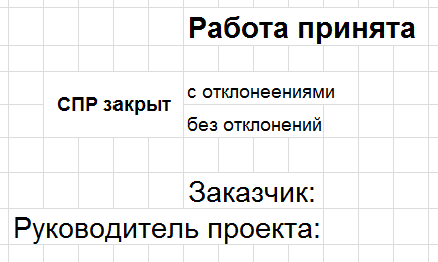 Работа принята
с отклонеениями
СПР закрыт
без отклонений
Заказчик:
Руководитель проекта: